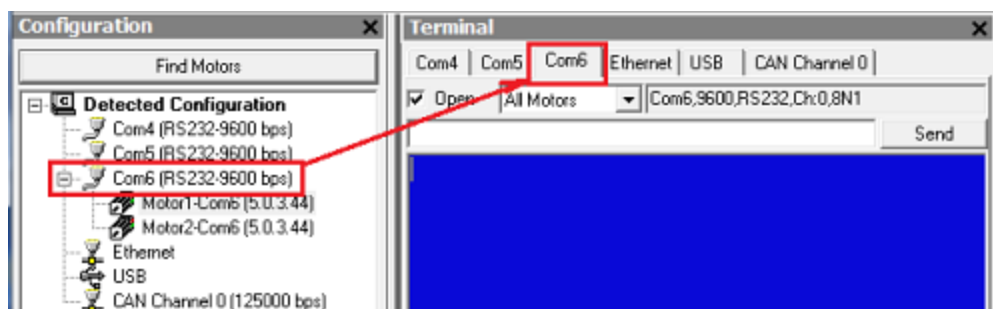 Configuration
Find Motors
Detected Configuration
Com4 (RS232-9600 bps)
Com5 (RS232-9600 bps)
Com6 (RS232-9600 bps)
Motor1-Com6 (5.0.3.44)
Motor2-Com6 (5.0.3.44)
Ethernet
USB
CAN Channel 0 (125000 bps)
Terminal
Com4 Com5 Com6 Ethernet USB CAN Channel 0
Open All Motors Com6,9600,RS232,Ch:0,8N1
Send